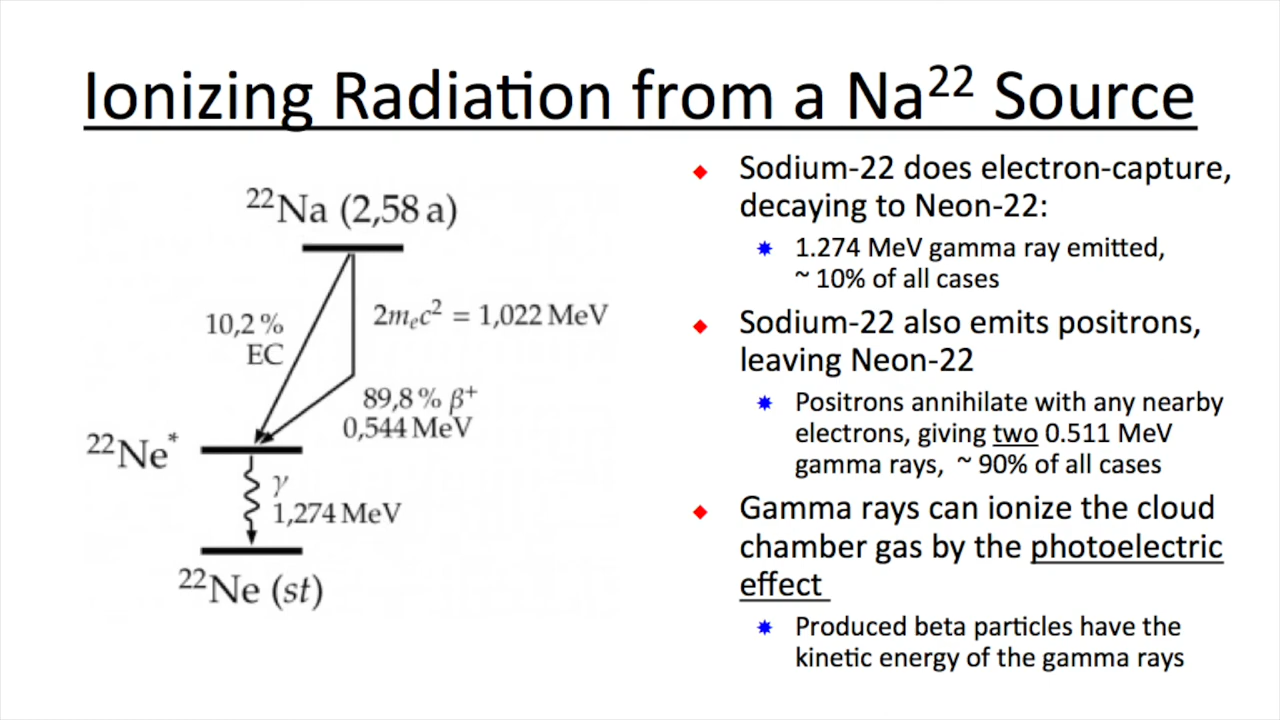 Ionizing Radiation from a Na²² Source
²²Na (2,58 a)
10,2 %
EC
2mₑc² = 1,022 MeV
89,8 % β⁺
0,544 MeV
²²Ne*
γ
1,274 MeV
²²Ne (st)
Sodium-22 does electron-capture,
decaying to Neon-22:
1.274 MeV gamma ray emitted,
~ 10% of all cases
Sodium-22 also emits positrons,
leaving Neon-22
Positrons annihilate with any nearby
electrons, giving two 0.511 MeV
gamma rays, ~ 90% of all cases
Gamma rays can ionize the cloud
chamber gas by the photoelectric
effect
Produced beta particles have the
kinetic energy of the gamma rays